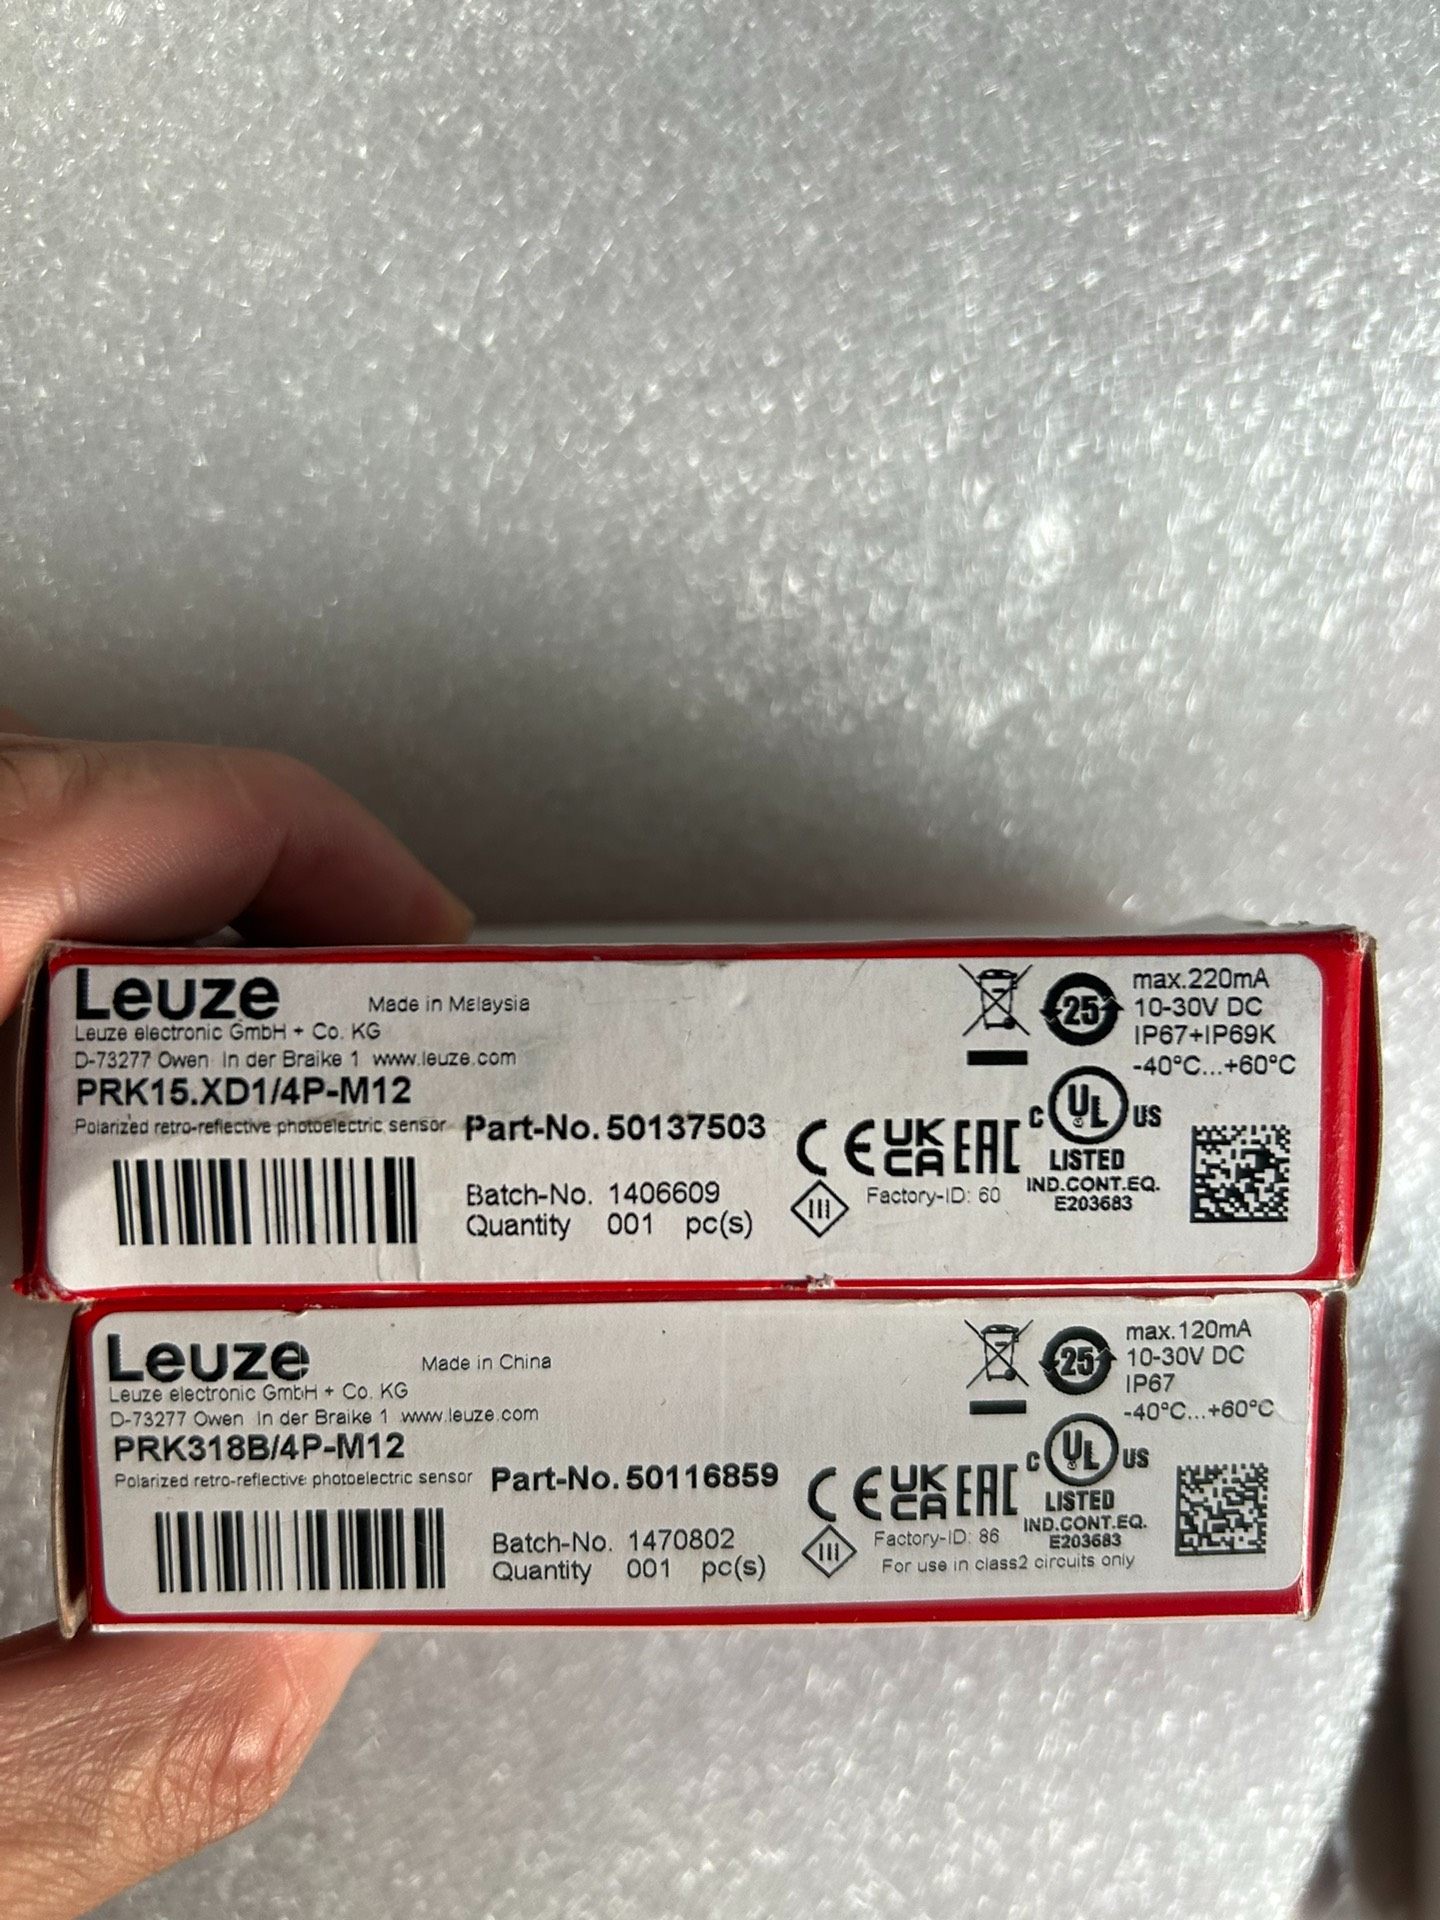 Leuze
Made in Malaysia
Leuze electronic GmbH + Co. KG
D-73277 Owen In der Braike 1 www.leuze.com
PRK15.XD1/4P-M12
Polarized retro-reflective photoelectric sensor
Part-No. 50137503
Batch-No. 1406609
Quantity 001 pc(s)
25
max.220mA
10-30V DC
IP67+IP69K
-40°C...+60°C
CE UK CA EAC
C UL US
LISTED
IND.CONT.EQ.
E203683
III
Factory-ID: 60
Leuze
Made in China
Leuze electronic GmbH + Co. KG
D-73277 Owen In der Braike 1 www.leuze.com
PRK318B/4P-M12
Polarized retro-reflective photoelectric sensor
Part-No. 50116859
Batch-No. 1470802
Quantity 001 pc(s)
25
max.120mA
10-30V DC
IP67
-40°C...+60°C
CE UK CA EAC
C UL US
LISTED
IND.CONT.EQ.
E203683
III
Factory-ID: 86
For use in class2 circuits only